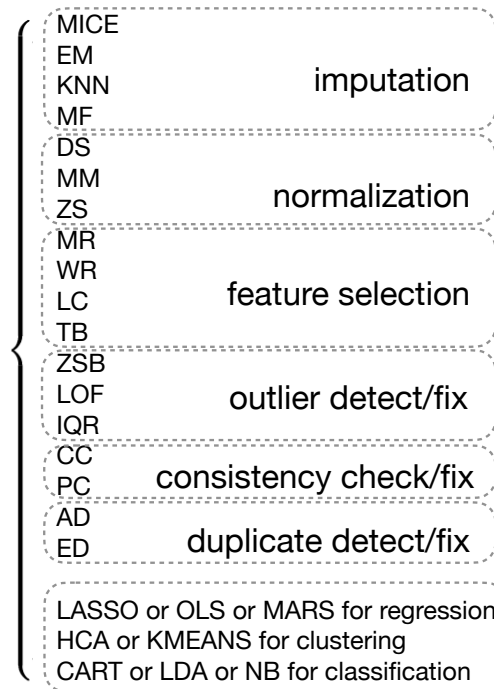 MICE
EM
KNN
MF
imputation
DS
MM
ZS
normalization
MR
WR
LC
TB
feature selection
ZSB
LOF
IQR
outlier detect/fix
CC
PC
consistency check/fix
AD
ED
duplicate detect/fix
LASSO or OLS or MARS for regression
HCA or KMEANS for clustering
CART or LDA or NB for classification